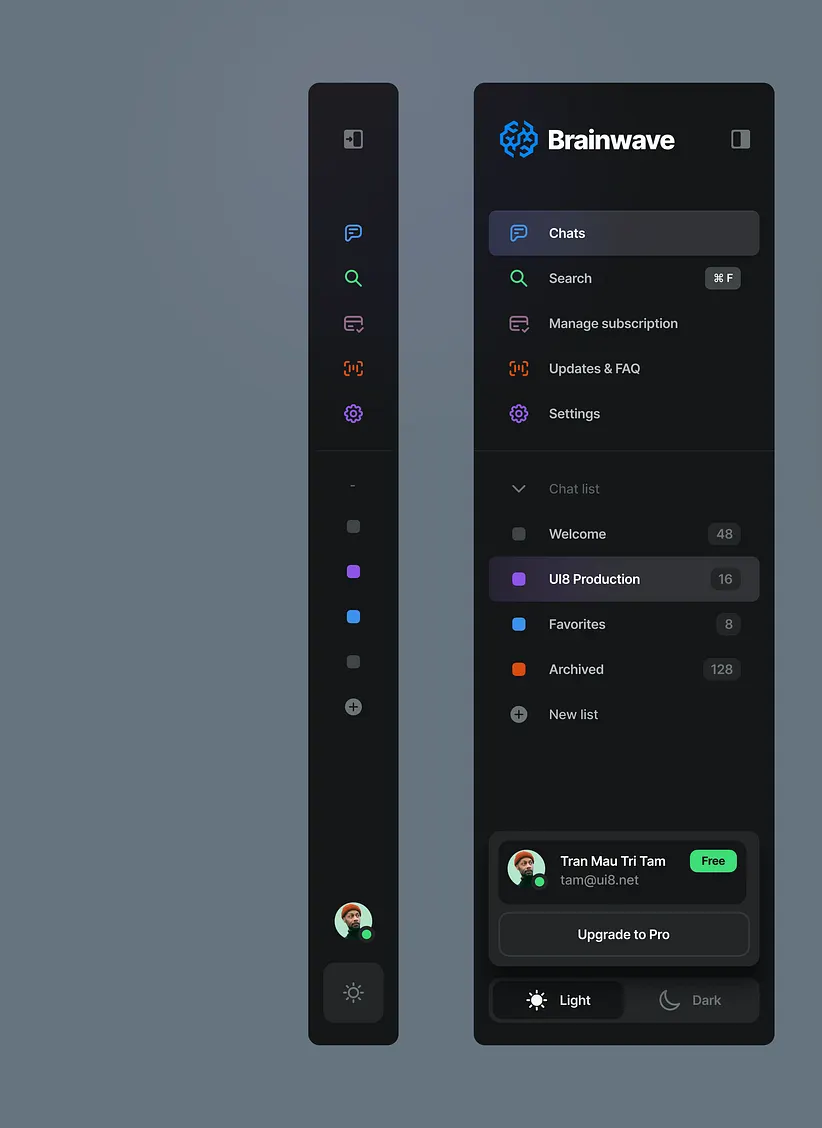 Brainwave
Chats
Search ⌘ F
Manage subscription
Updates & FAQ
Settings
-
Chat list
Welcome 48
UI8 Production 16
Favorites 8
Archived 128
New list
Tran Mau Tri Tam Free
tam@ui8.net
Upgrade to Pro
Light Dark